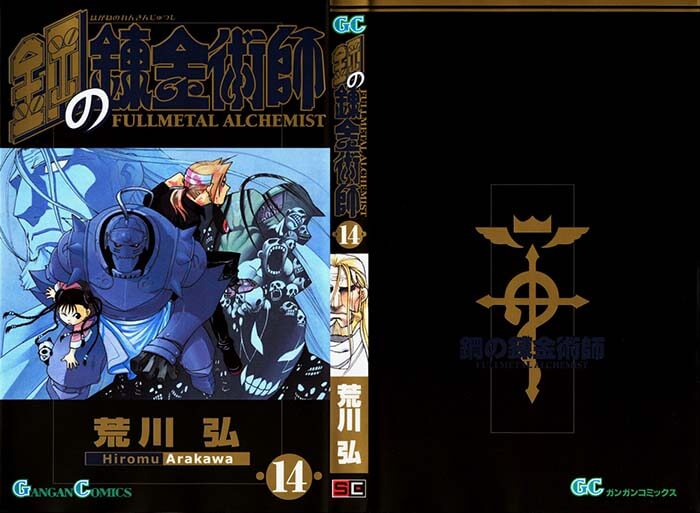 はがねのれんきんじゅつし
鋼の錬金術師
FULLMETAL ALCHEMIST
荒川 弘
Hiromu Arakawa
14
GANGAN COMICS
GC
鋼の錬金術師
FULLMETAL ALCHEMIST
14
荒川 弘
SE
鋼の錬金術師
FULLMETAL ALCHEMIST
GC ガンガンコミックス